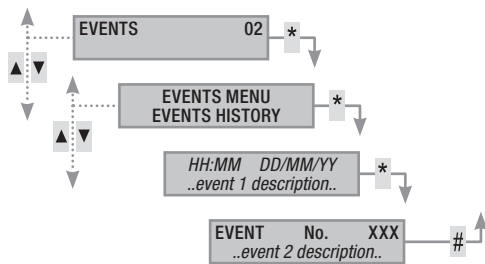 EVENTS 02
*
▲ ▼
EVENTS MENU
EVENTS HISTORY
*
▲ ▼
HH:MM DD/MM/YY
..event 1 description..
*
EVENT No. XXX
..event 2 description..
#